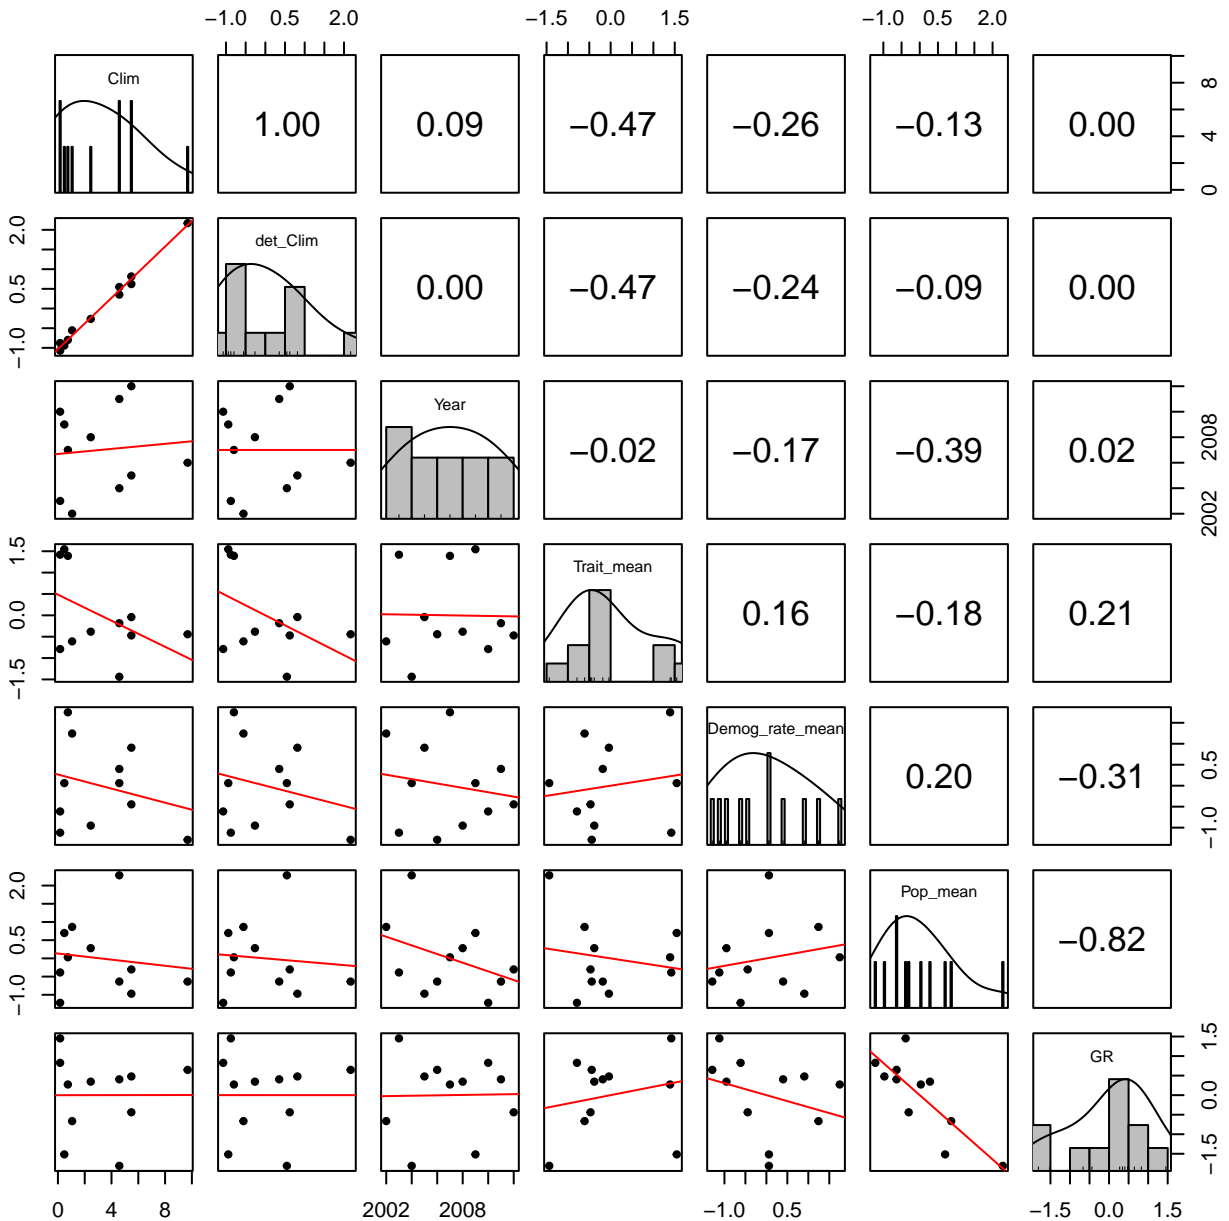 −1.0 0.5 2.0 −1.5 0.0 1.5 −1.0 0.5 2.0
Clim 1.00 0.09 −0.47 −0.26 −0.13 0.00 0 4 8
−1.0 0.5 2.0 det_Clim 0.00 −0.47 −0.24 −0.09 0.00
Year −0.02 −0.17 −0.39 0.02 2002 2008
−1.5 0.0 1.5 Trait_mean 0.16 −0.18 0.21
Demog_rate_mean 0.20 −0.31 −1.0 0.5
−1.0 0.5 2.0 Pop_mean −0.82
GR −1.5 0.0 1.5
0 4 8 2002 2008 −1.0 0.5 −1.5 0.0 1.5